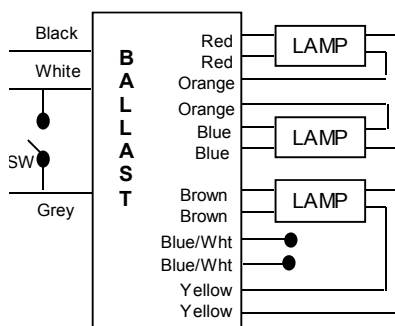 Black
White
SW
Grey
BALLAST
Red
Red
Orange
Orange
Blue
Blue
Brown
Brown
Blue/Wht
Blue/Wht
Yellow
Yellow
LAMP
LAMP
LAMP